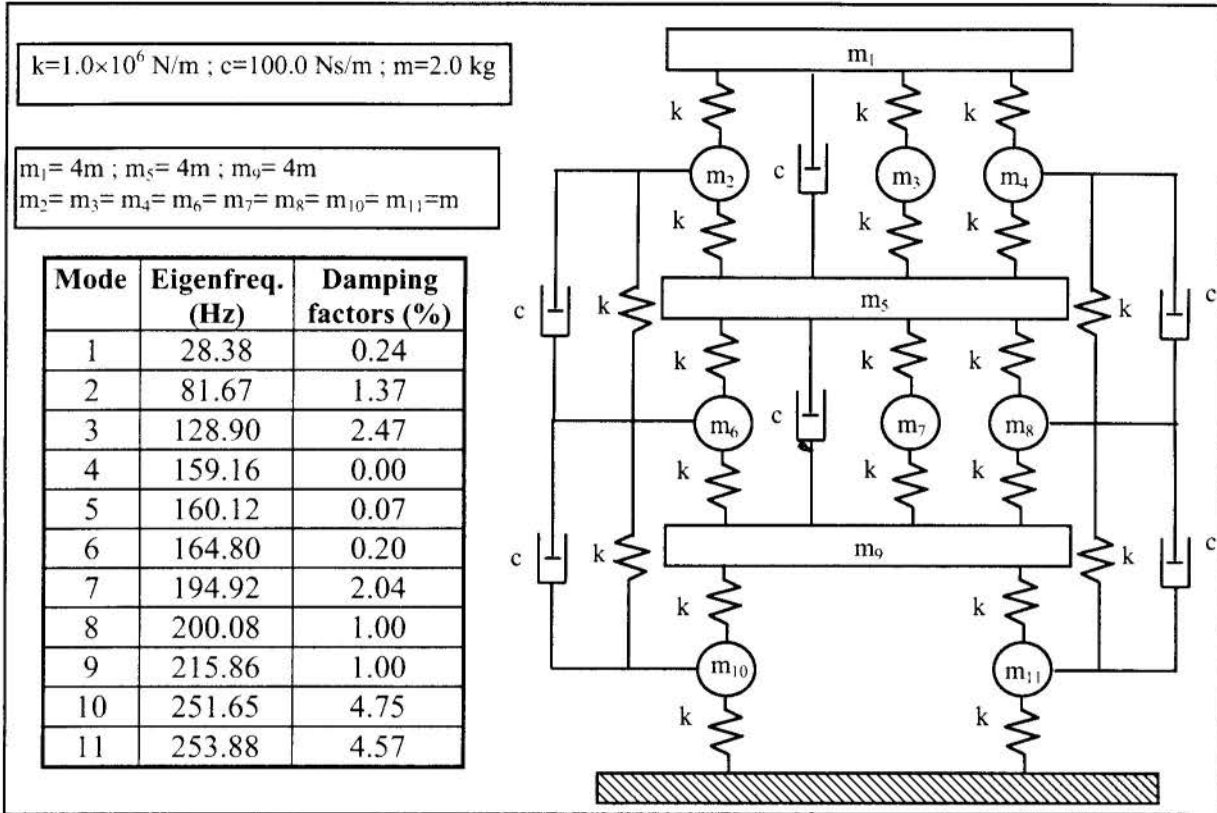 k=1.0×10⁶ N/m ; c=100.0 Ns/m ; m=2.0 kg
m₁= 4m ; m₅= 4m ; m₉= 4m
m₂= m₃= m₄= m₆= m₇= m₈= m₁₀= m₁₁=m
Mode Eigenfreq. (Hz) Damping factors (%)
1 28.38 0.24
2 81.67 1.37
3 128.90 2.47
4 159.16 0.00
5 160.12 0.07
6 164.80 0.20
7 194.92 2.04
8 200.08 1.00
9 215.86 1.00
10 251.65 4.75
11 253.88 4.57
m₁
k k k
m₂ c m₃ m₄
k k k
c k m₅ k c
k k k
m₆ c m₇ m₈
k k k
c k m₉ k c
k k
m₁₀ m₁₁
k k